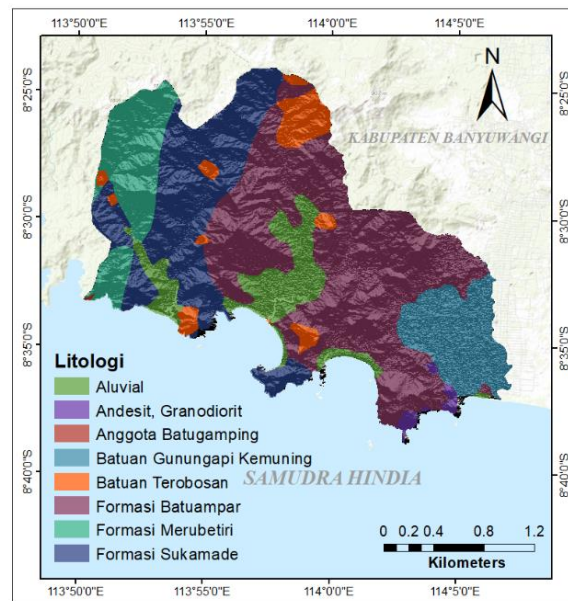 113°50'0"E 113°55'0"E 114°0'0"E 114°5'0"E
N
8°25'0"S 8°25'0"S
KABUPATEN BANYUWANGI
8°30'0"S 8°30'0"S
8°35'0"S 8°35'0"S
Litologi
Aluvial
Andesit, Granodiorit
Anggota Batugamping
Batuan Gunungapi Kemuning
Batuan Terobosan
Formasi Batuampar
Formasi Merubetiri
Formasi Sukamade
8°40'0"S 8°40'0"S
SAMUDRA HINDIA
0 0.2 0.4 0.8 1.2
Kilometers
113°50'0"E 113°55'0"E 114°0'0"E 114°5'0"E